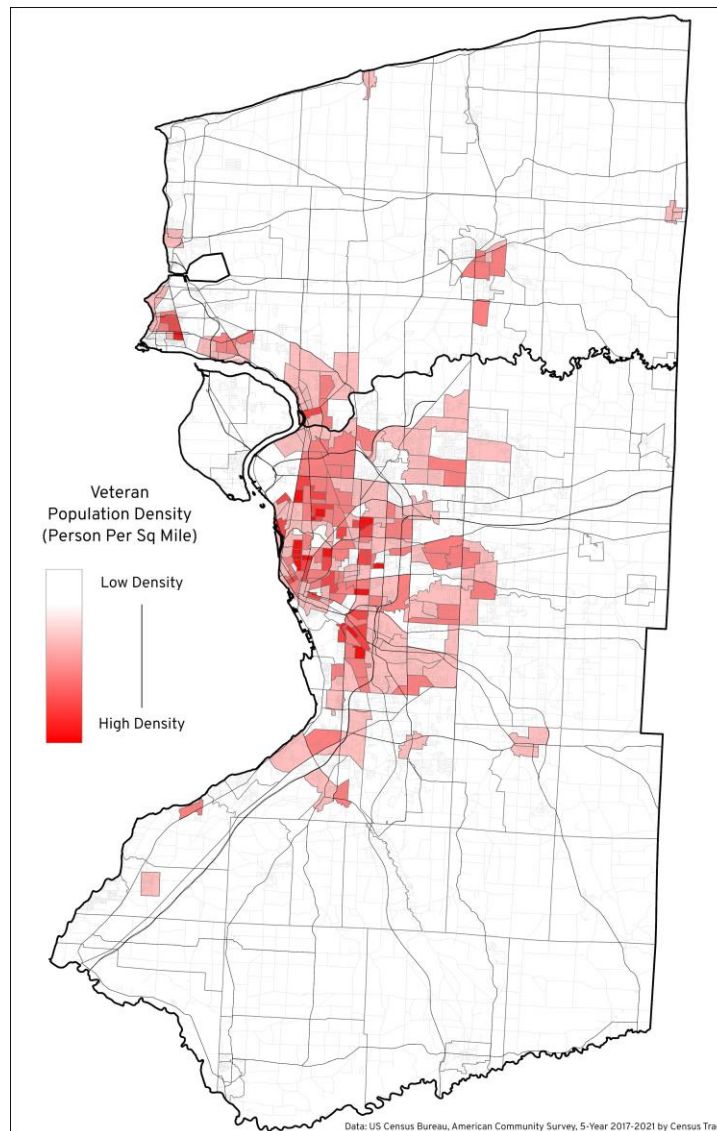 Veteran
Population Density
(Person Per Sq Mile)
Low Density
High Density
Data: US Census Bureau, American Community Survey, 5-Year 2017-2021 by Census Tra